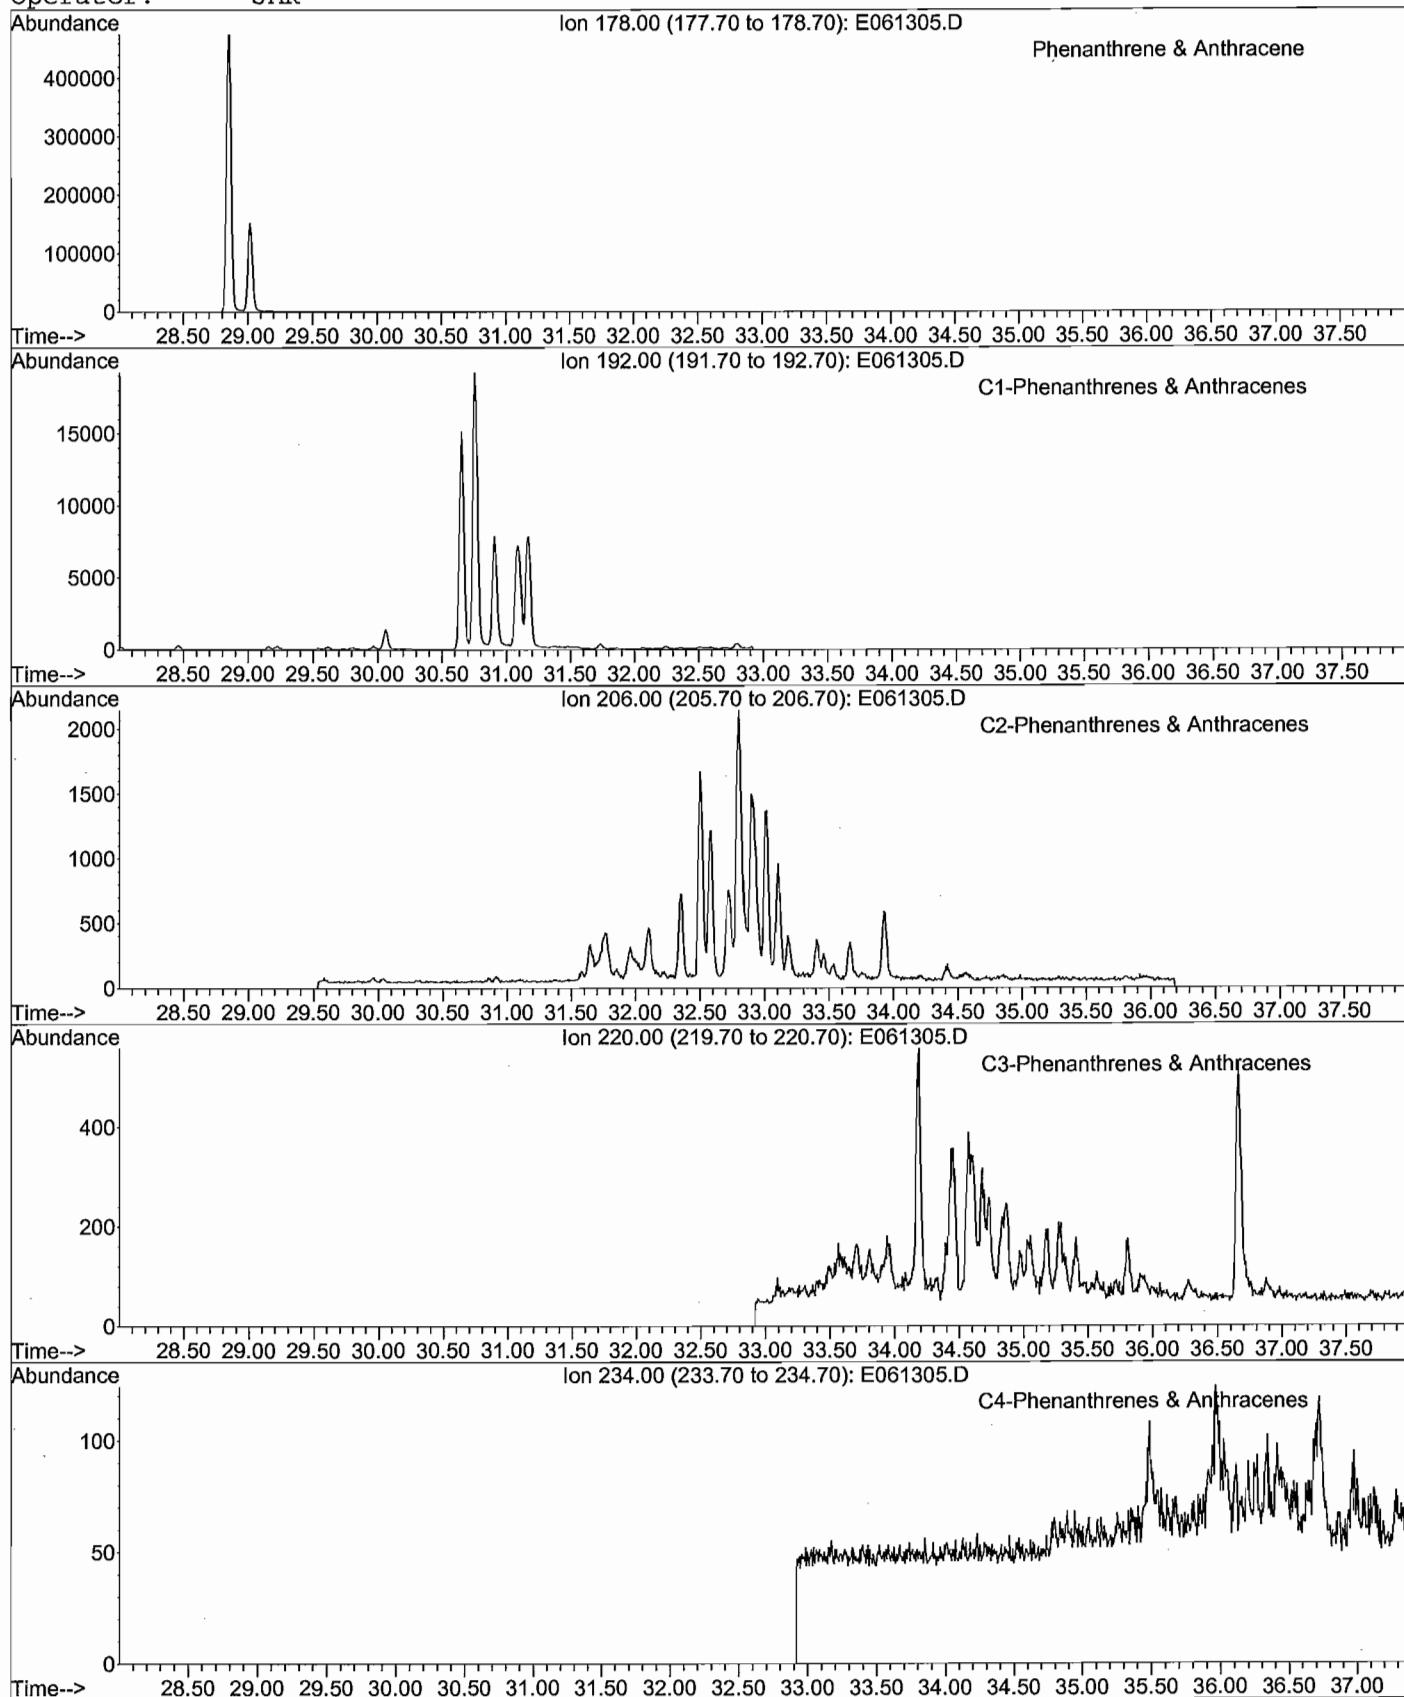 Abundance
Ion 178.00 (177.70 to 178.70): E061305.D
Phenanthrene & Anthracene
400000
300000
200000
100000
0
Time--> 28.50 29.00 29.50 30.00 30.50 31.00 31.50 32.00 32.50 33.00 33.50 34.00 34.50 35.00 35.50 36.00 36.50 37.00 37.50
Abundance
Ion 192.00 (191.70 to 192.70): E061305.D
C1-Phenanthrenes & Anthracenes
15000
10000
5000
0
Time--> 28.50 29.00 29.50 30.00 30.50 31.00 31.50 32.00 32.50 33.00 33.50 34.00 34.50 35.00 35.50 36.00 36.50 37.00 37.50
Abundance
Ion 206.00 (205.70 to 206.70): E061305.D
C2-Phenanthrenes & Anthracenes
2000
1500
1000
500
0
Time--> 28.50 29.00 29.50 30.00 30.50 31.00 31.50 32.00 32.50 33.00 33.50 34.00 34.50 35.00 35.50 36.00 36.50 37.00 37.50
Abundance
Ion 220.00 (219.70 to 220.70): E061305.D
C3-Phenanthrenes & Anthracenes
400
200
0
Time--> 28.50 29.00 29.50 30.00 30.50 31.00 31.50 32.00 32.50 33.00 33.50 34.00 34.50 35.00 35.50 36.00 36.50 37.00 37.50
Abundance
Ion 234.00 (233.70 to 234.70): E061305.D
C4-Phenanthrenes & Anthracenes
100
50
0
Time--> 28.50 29.00 29.50 30.00 30.50 31.00 31.50 32.00 32.50 33.00 33.50 34.00 34.50 35.00 35.50 36.00 36.50 37.00